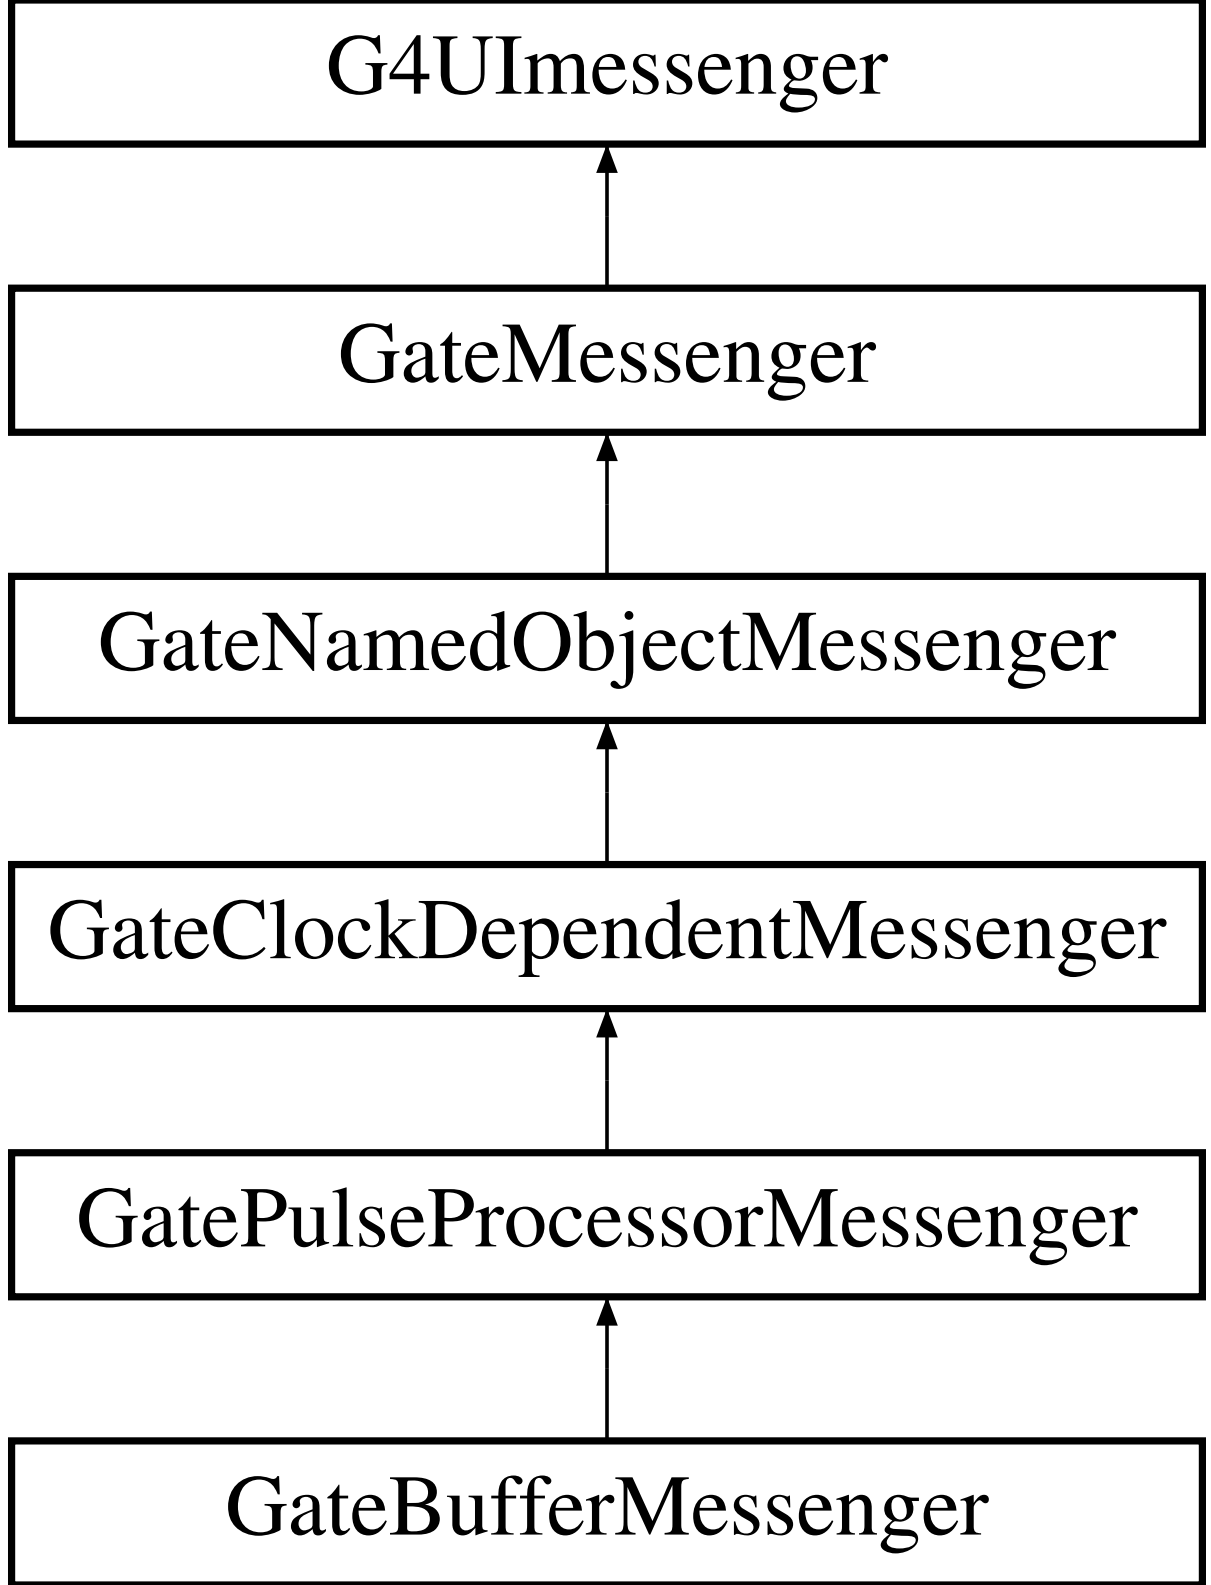 G4UImessenger
GateMessenger
GateNamedObjectMessenger
GateClockDependentMessenger
GatePulseProcessorMessenger
GateBufferMessenger